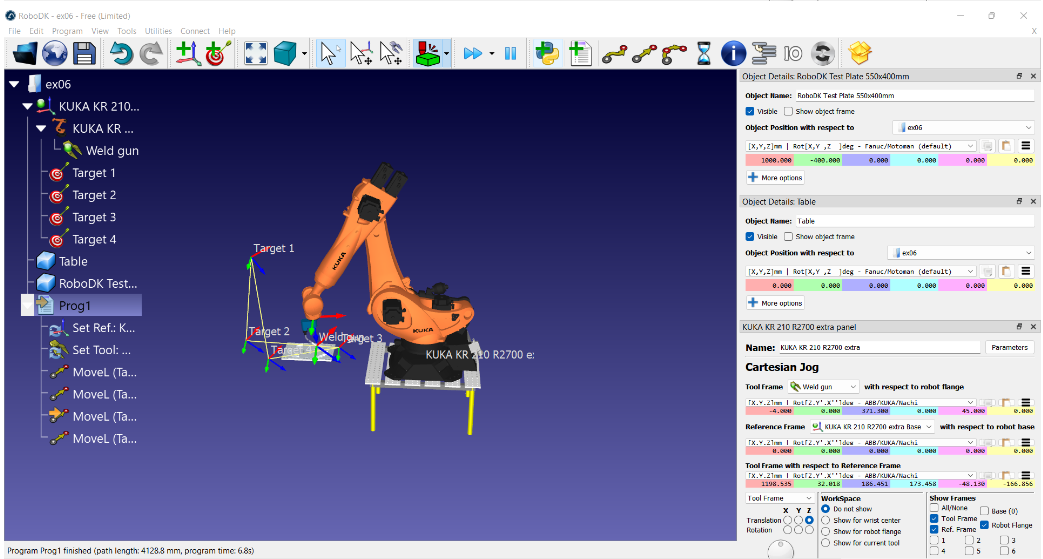 RoboDK - ex06 - Free (Limited)
File Edit Program View Tools Utilities Connect Help
ex06
KUKA KR 210...
KUKA KR ...
Weld gun
Target 1
Target 2
Target 3
Target 4
Table
RoboDK Test...
Prog1
Set Ref.: K...
Set Tool: ...
MoveL (Ta...
MoveL (Ta...
MoveL (Ta...
MoveL (Ta...
Target 1
Target 2
Target 3
KUKA
KUKA
KUKA KR 210 R2700 e:
Object Details: RoboDK Test Plate 550x400mm
Object Name: RoboDK Test Plate 550x400mm
Visible Show object frame
Object Position with respect to ex06
[X,Y,Z]mm | Rot[X,Y ,Z ]deg - Fanuc/Motoman (default)
1000.000 -400.000 0.000 0.000 0.000 0.000
More options
Object Details: Table
Object Name: Table
Visible Show object frame
Object Position with respect to ex06
[X,Y,Z]mm | Rot[X,Y ,Z ]deg - Fanuc/Motoman (default)
0.000 0.000 0.000 0.000 0.000 0.000
More options
KUKA KR 210 R2700 extra panel
Name: KUKA KR 210 R2700 extra Parameters
Cartesian Jog
Tool Frame Weld gun with respect to robot flange
[X,Y,Z]mm | Rot[Z,Y',X'']deg - ABB/KUKA/Nachi
-4.000 0.000 371.300 0.000 45.000 0.000
Reference Frame KUKA KR 210 R2700 extra Base with respect to robot base
[X,Y,Z]mm | Rot[Z,Y',X'']deg - ABB/KUKA/Nachi
0.000 0.000 0.000 0.000 0.000 0.000
Tool Frame with respect to Reference Frame
[X,Y,Z]mm | Rot[Z,Y',X'']deg - ABB/KUKA/Nachi
1198.535 32.018 186.451 173.458 -48.130 -166.856
Tool Frame
X Y Z
Translation
Rotation
WorkSpace
Do not show
Show for wrist center
Show for robot flange
Show for current tool
Show Frames
All/None Base (0)
Tool Frame
Robot Flange
Ref. Frame
1 2 3
4 5 6
Program Prog1 finished (path length: 4128.8 mm, program time: 6.8s)